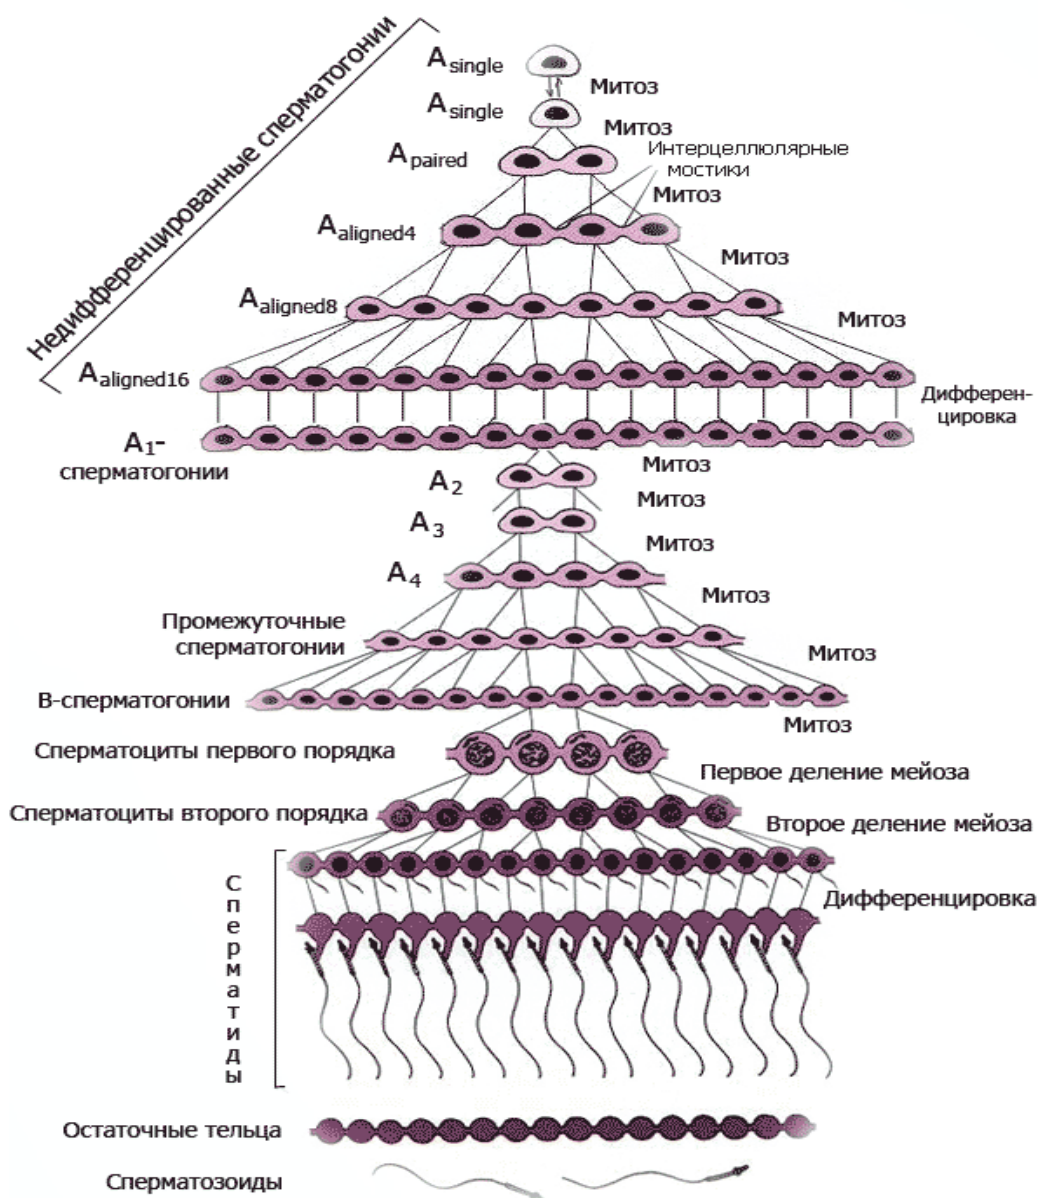 Недифференцированные сперматогонии
A single
Митоз
A single
Митоз
A paired
Интерцеллюлярные
мостики
Митоз
A aligned4
Митоз
A aligned8
Митоз
A aligned16
Дифферен-
цировка
A1-
сперматогонии
Митоз
A2
Митоз
A3
Митоз
A4
Митоз
Промежуточные
сперматогонии
Митоз
В-сперматогонии
Митоз
Сперматоциты первого порядка
Первое деление мейоза
Сперматоциты второго порядка
Второе деление мейоза
Сперматиды
Дифференцировка
Остаточные тельца
Сперматозоиды